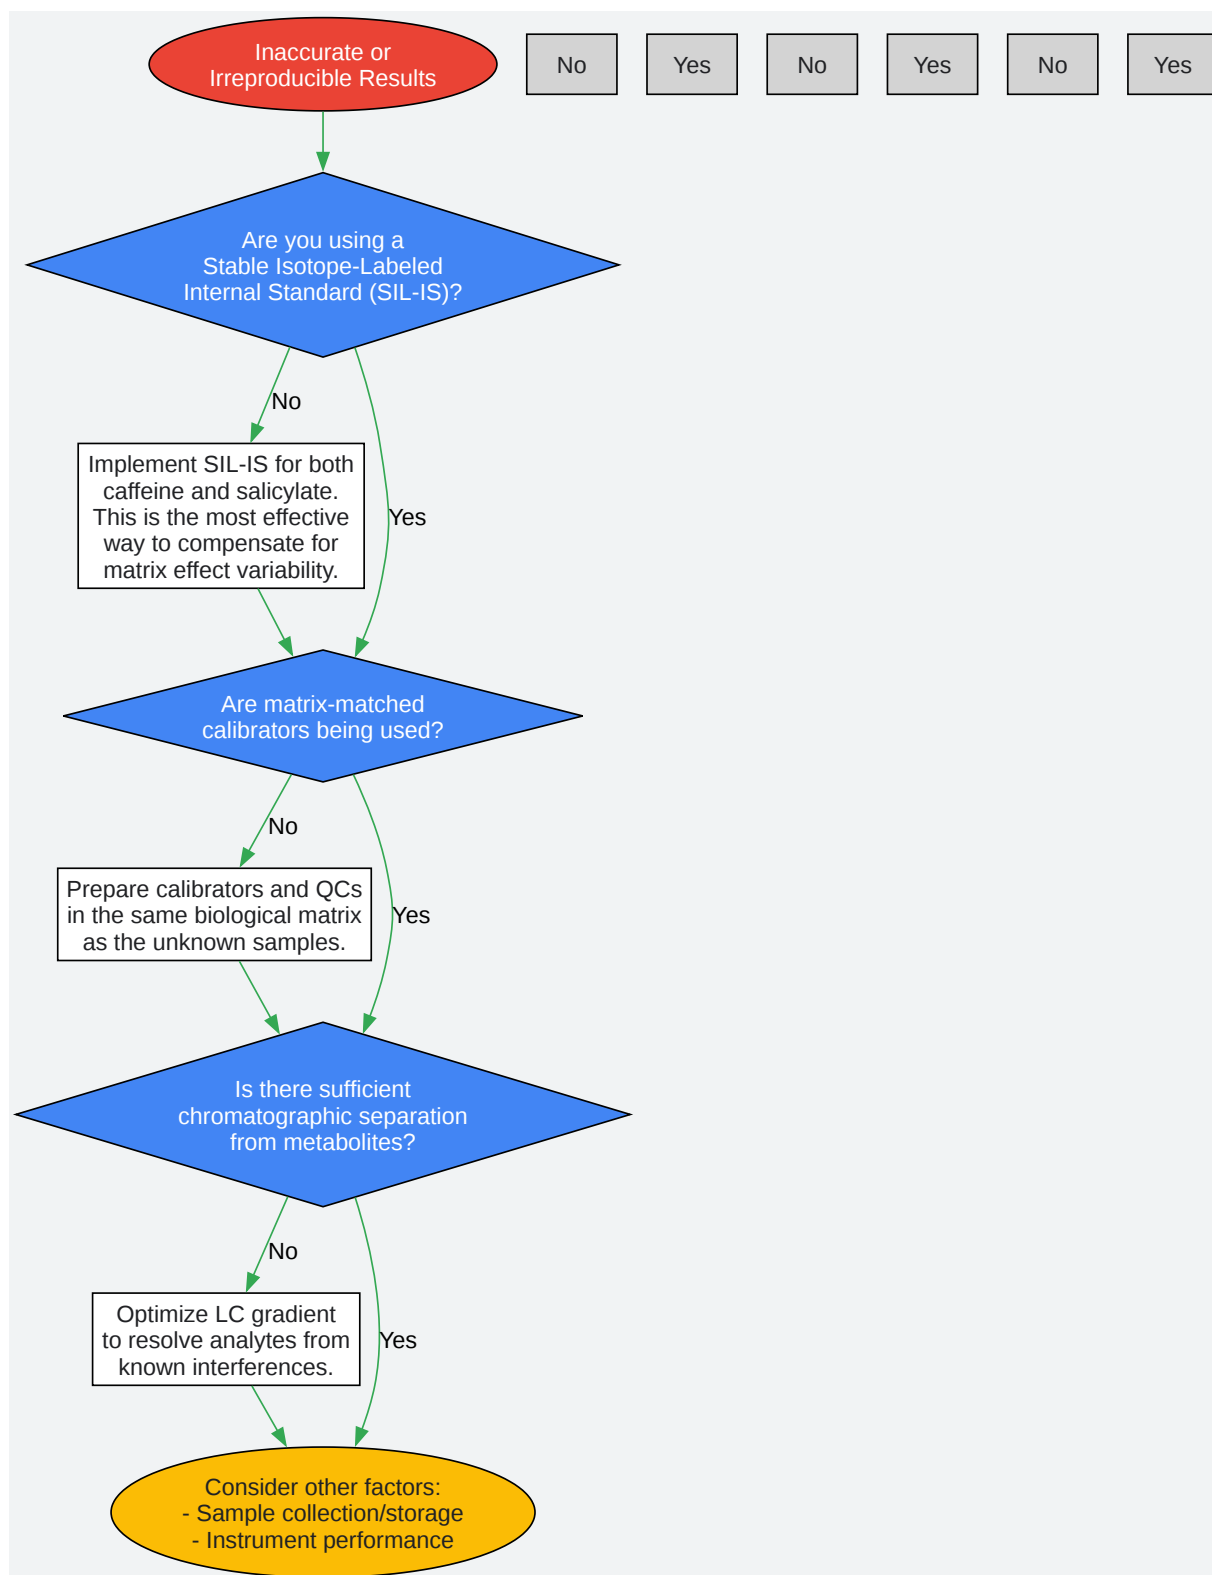 Inaccurate or
Irreproducible Results
No
Yes
No
Yes
No
Yes
Are you using a
Stable Isotope-Labeled
Internal Standard (SIL-IS)?
No
Implement SIL-IS for both
caffeine and salicylate.
This is the most effective
way to compensate for
matrix effect variability.
Yes
Are matrix-matched
calibrators being used?
No
Prepare calibrators and QCs
in the same biological matrix
as the unknown samples.
Yes
Is there sufficient
chromatographic separation
from metabolites?
No
Optimize LC gradient
to resolve analytes from
known interferences.
Yes
Consider other factors:
- Sample collection/storage
- Instrument performance